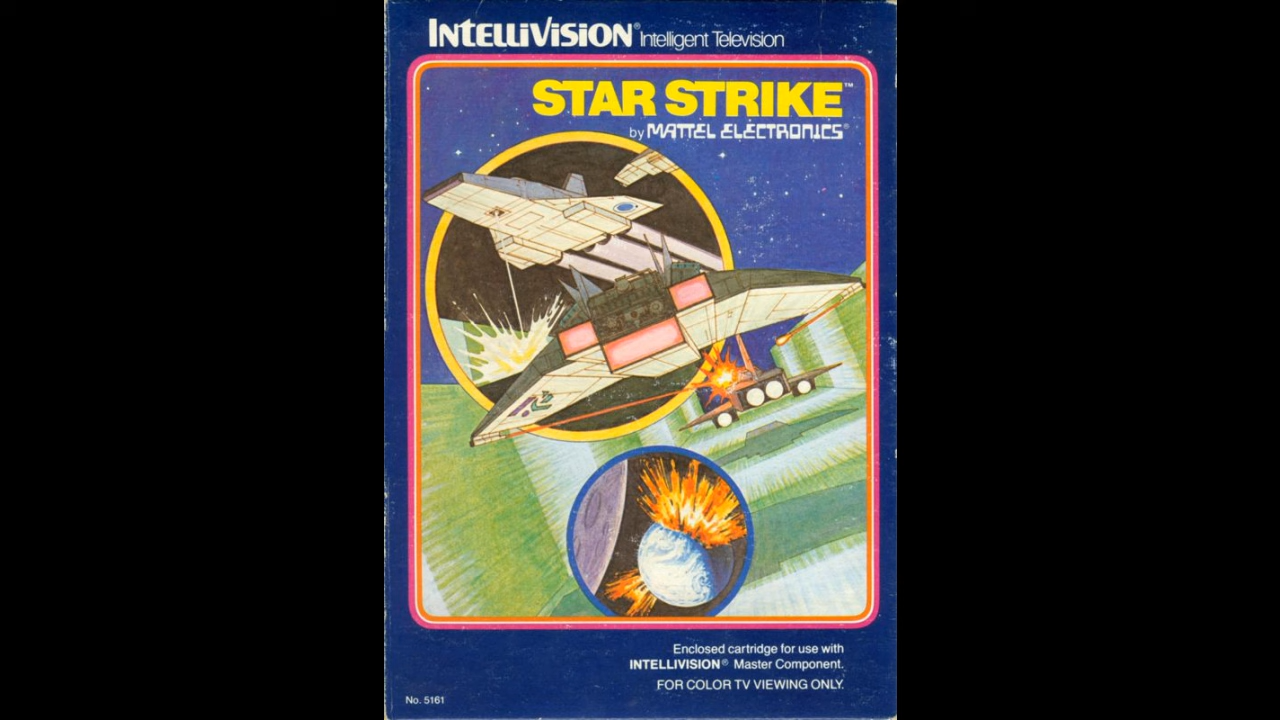 INTELLIVISION® Intelligent Television
STAR STRIKE™
by MATTEL ELECTRONICS®
Enclosed cartridge for use with
INTELLIVISION® Master Component.
FOR COLOR TV VIEWING ONLY.
No. 5161